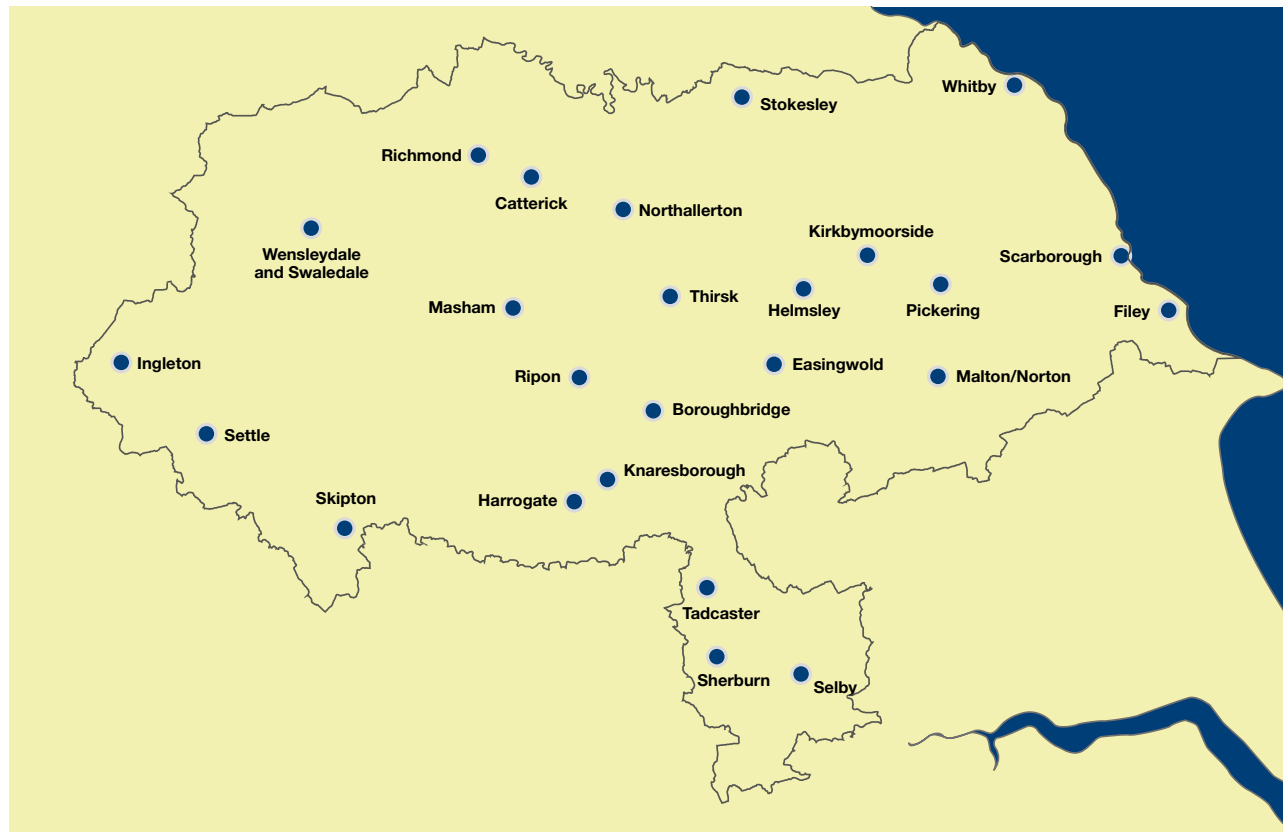 Whitby
Stokesley
Richmond
Catterick
Northallerton
Kirkbymoorside
Wensleydale
and Swaledale
Scarborough
Masham
Thirsk
Helmsley
Pickering
Filey
Ingleton
Ripon
Easingwold
Malton/Norton
Boroughbridge
Settle
Knaresborough
Skipton
Harrogate
Tadcaster
Sherburn
Selby